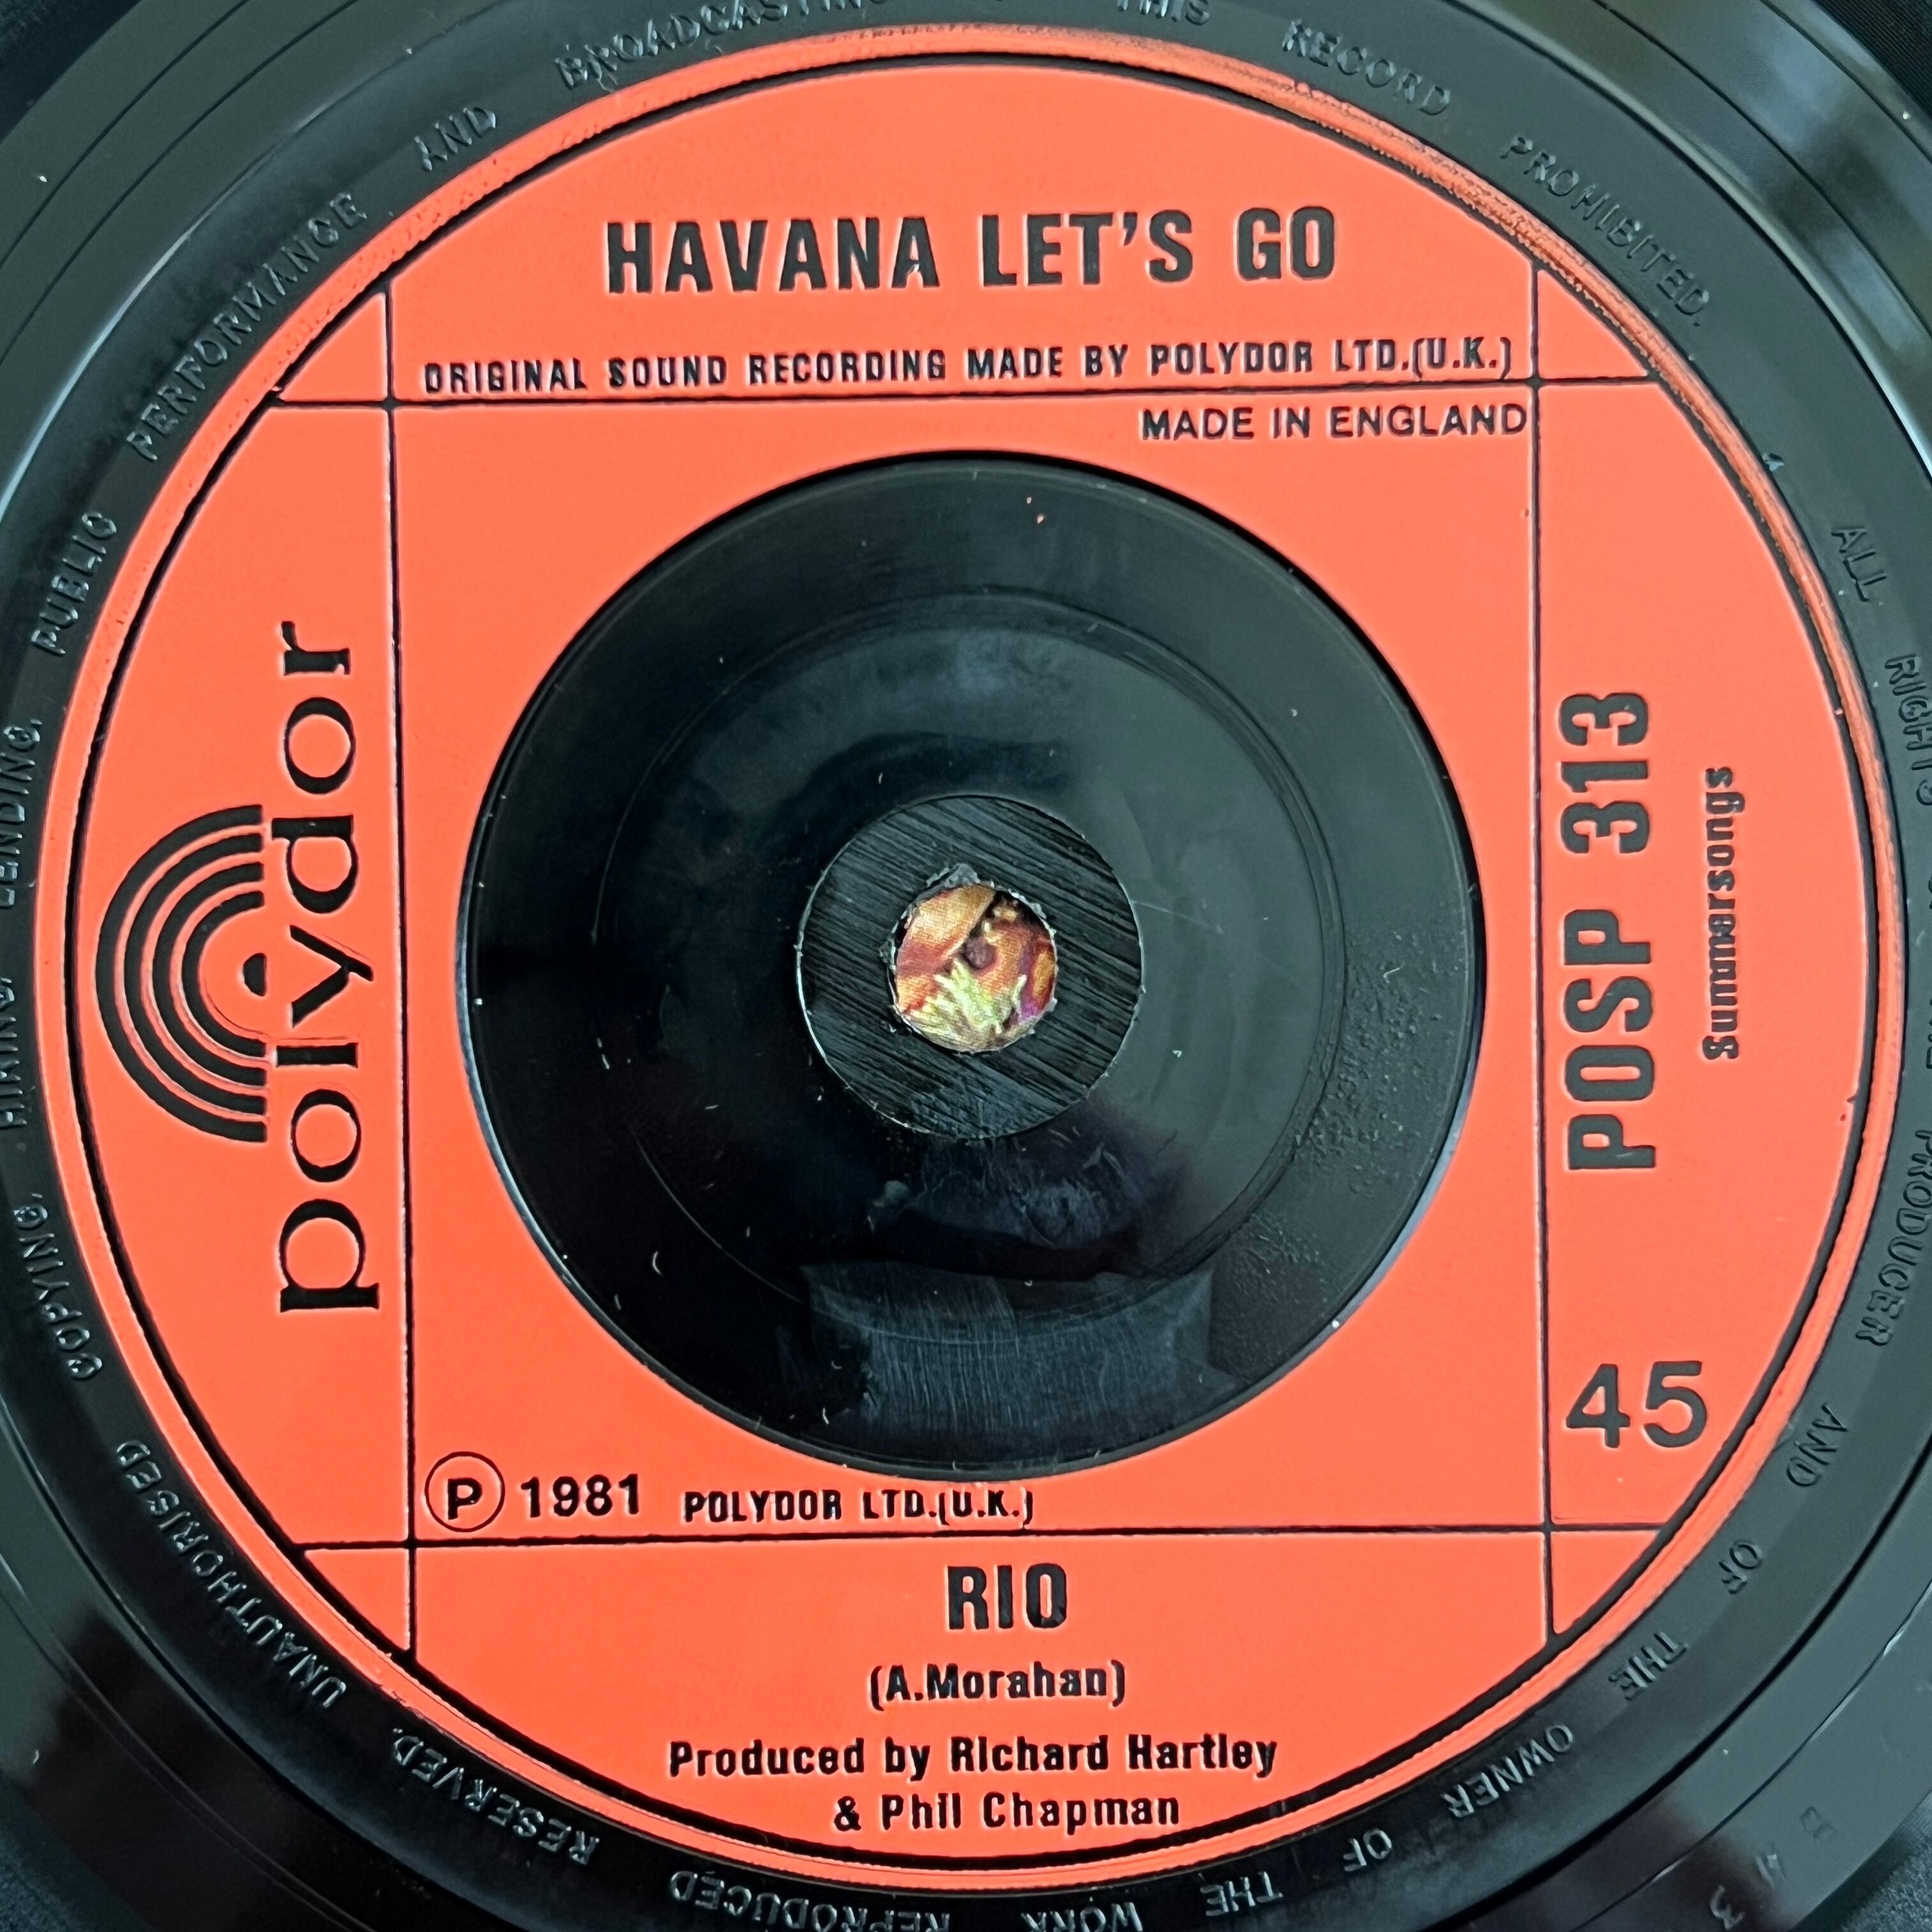 HAVANA LET'S GO
ORIGINAL SOUND RECORDING MADE BY POLYDOR LTD.(U.K.)
MADE IN ENGLAND
polydor
POSP 313
Summersongs
45
Ⓟ 1981 POLYDOR LTD.(U.K.)
RIO
(A.Morahan)
Produced by Richard Hartley
& Phil Chapman
ALL RIGHTS PRODUCER AND OF THE OWNER OF THE WORK REPRODUCED RESERVED. UNAUTHORISED COPYING, HIRING, LENDING, PUBLIC PERFORMANCE AND BROADCASTING THIS RECORD PROHIBITED.